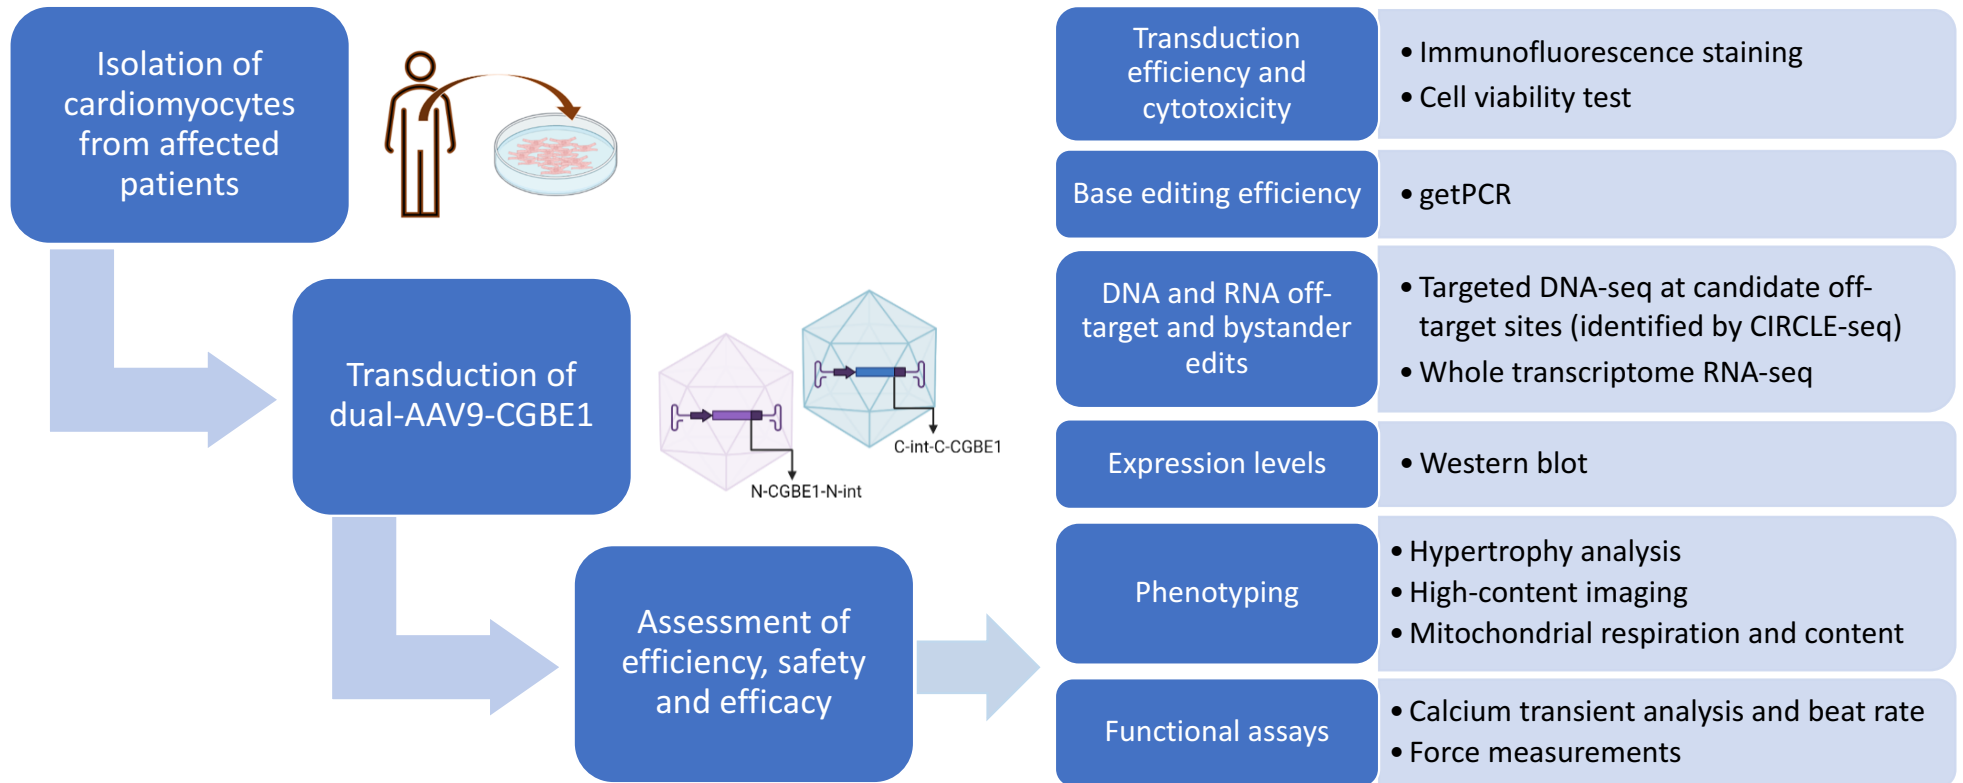 Isolation of
cardiomyocytes
from affected
patients
Transduction of
dual-AAV9-CGBE1
N-CGBE1-N-int
C-int-C-CGBE1
Assessment of
efficiency, safety
and efficacy
Transduction
efficiency and
cytotoxicity
• Immunofluorescence staining
• Cell viability test
Base editing efficiency
• getPCR
DNA and RNA off-
target and bystander
edits
• Targeted DNA-seq at candidate off-
target sites (identified by CIRCLE-seq)
• Whole transcriptome RNA-seq
Expression levels
• Western blot
Phenotyping
• Hypertrophy analysis
• High-content imaging
• Mitochondrial respiration and content
Functional assays
• Calcium transient analysis and beat rate
• Force measurements